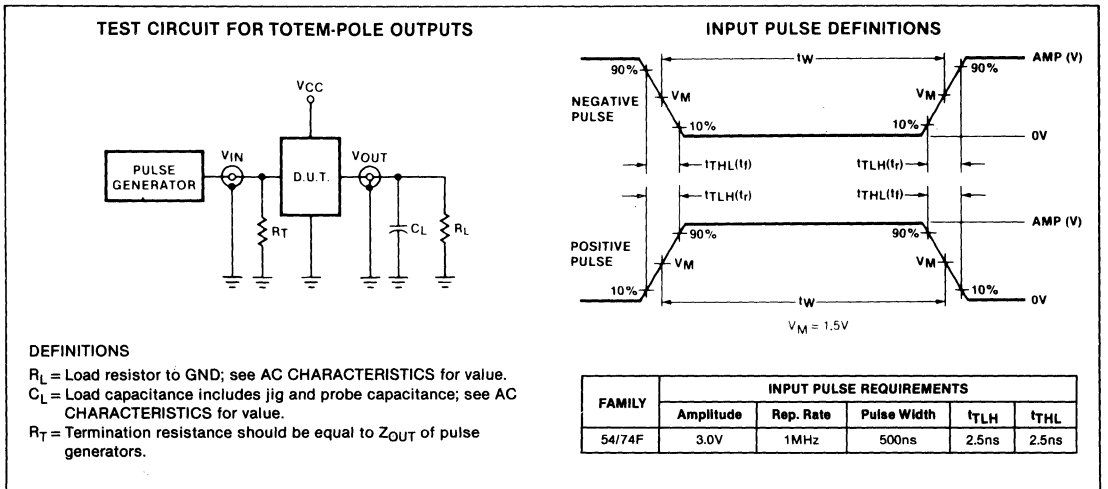 TEST CIRCUIT FOR TOTEM-POLE OUTPUTS
VCC
PULSE
GENERATOR
VIN
D.U.T.
VOUT
RT
CL
RL
DEFINITIONS
RL = Load resistor to GND; see AC CHARACTERISTICS for value.
CL = Load capacitance includes jig and probe capacitance; see AC
CHARACTERISTICS for value.
RT = Termination resistance should be equal to ZOUT of pulse
generators.
INPUT PULSE DEFINITIONS
tW
AMP (V)
90%
90%
NEGATIVE
PULSE
VM
VM
10%
10%
0V
tTHL(tf)
tTLH(tr)
tTLH(tr)
tTHL(tf)
AMP (V)
90%
90%
POSITIVE
PULSE
VM
VM
10%
10%
tW
0V
VM = 1.5V
FAMILY
INPUT PULSE REQUIREMENTS
Amplitude Rep. Rate Pulse Width tTLH tTHL
54/74F 3.0V 1MHz 500ns 2.5ns 2.5ns